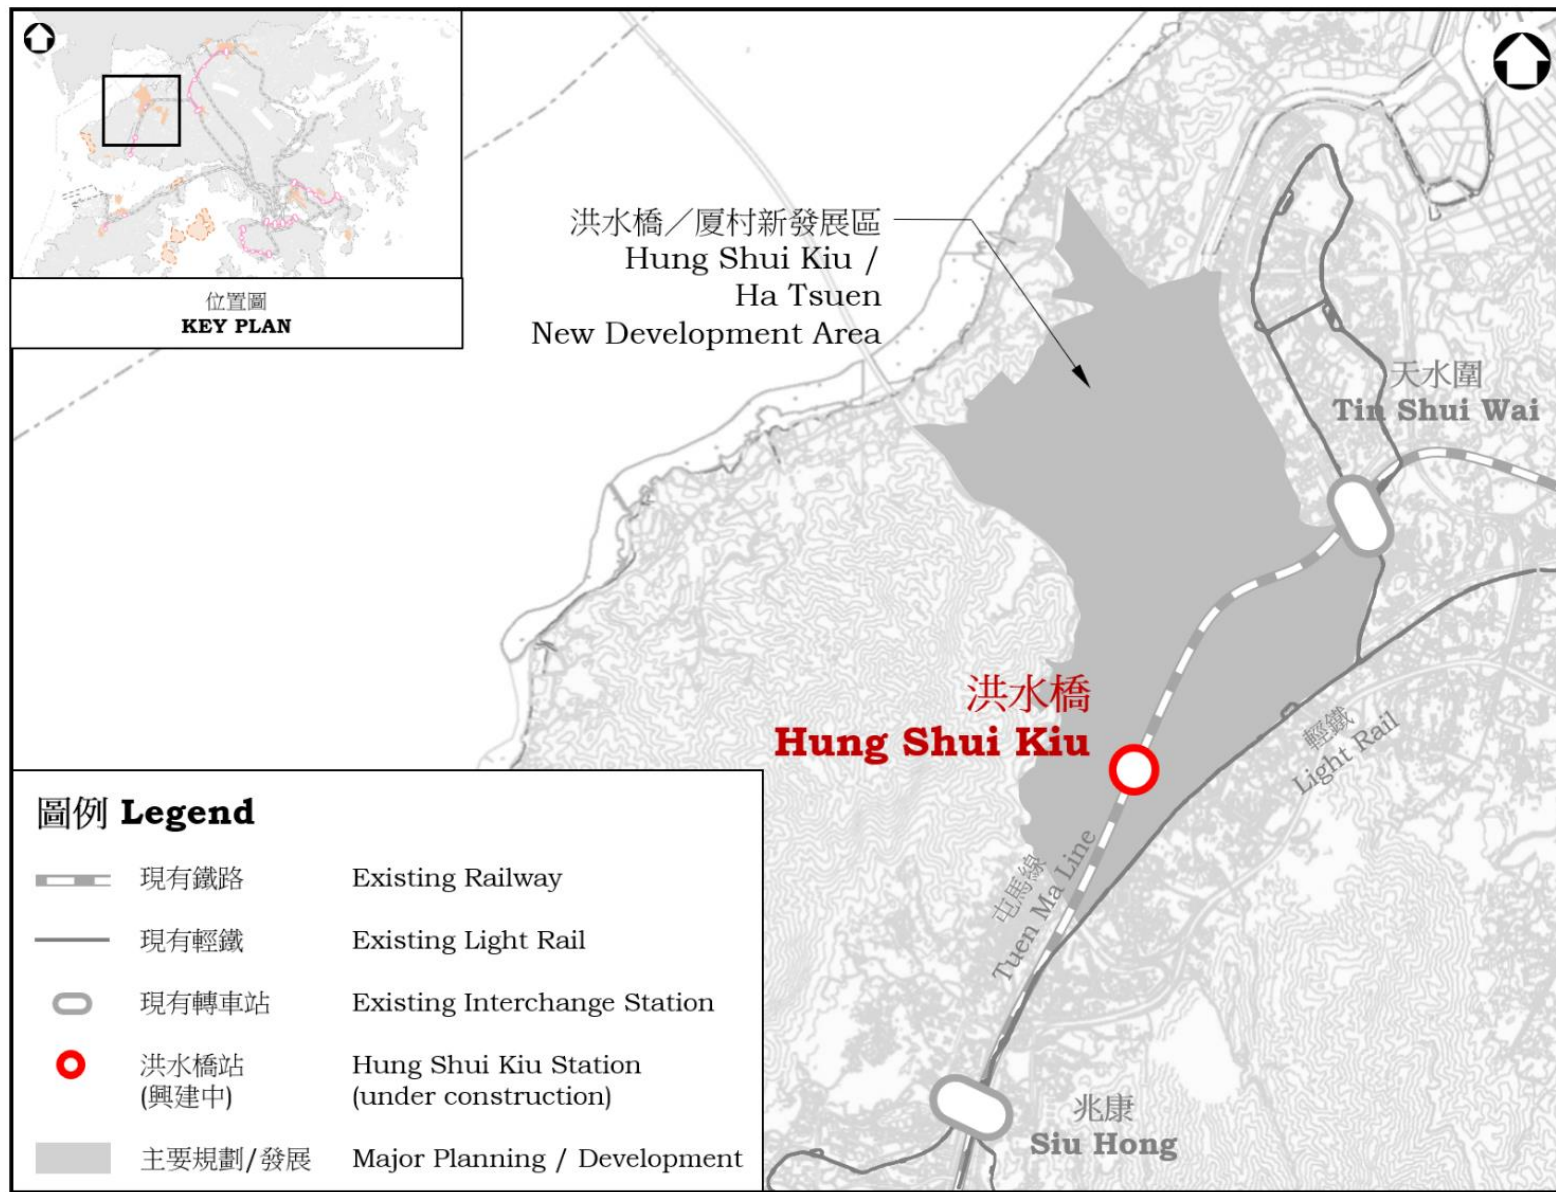 位置圖
KEY PLAN
洪水橋／厦村新發展區
Hung Shui Kiu /
Ha Tsuen
New Development Area
天水圍
Tin Shui Wai
洪水橋
Hung Shui Kiu
輕鐵
Light Rail
屯馬線
Tuen Ma Line
兆康
Siu Hong
圖例 Legend
現有鐵路 Existing Railway
現有輕鐵 Existing Light Rail
現有轉車站 Existing Interchange Station
洪水橋站 Hung Shui Kiu Station
(興建中) (under construction)
主要規劃/發展 Major Planning / Development